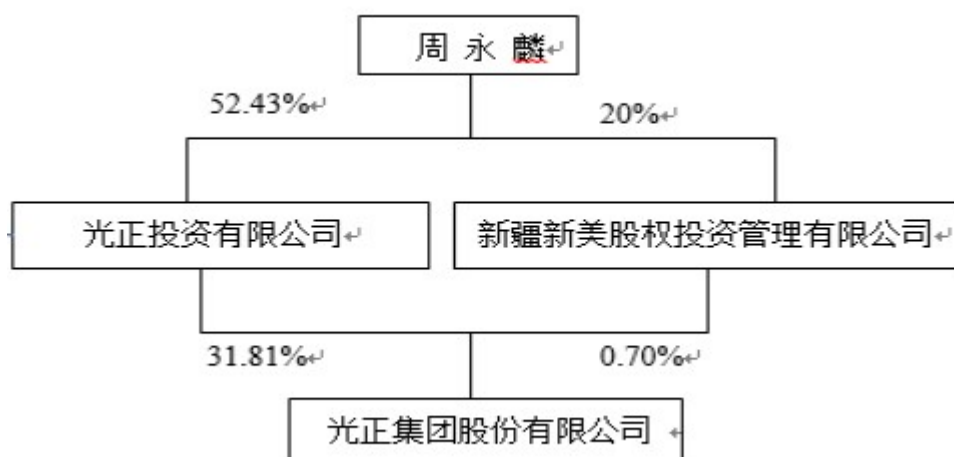 周 永 麟
52.43%
20%
光正投资有限公司
新疆新美股权投资管理有限公司
31.81%
0.70%
光正集团股份有限公司